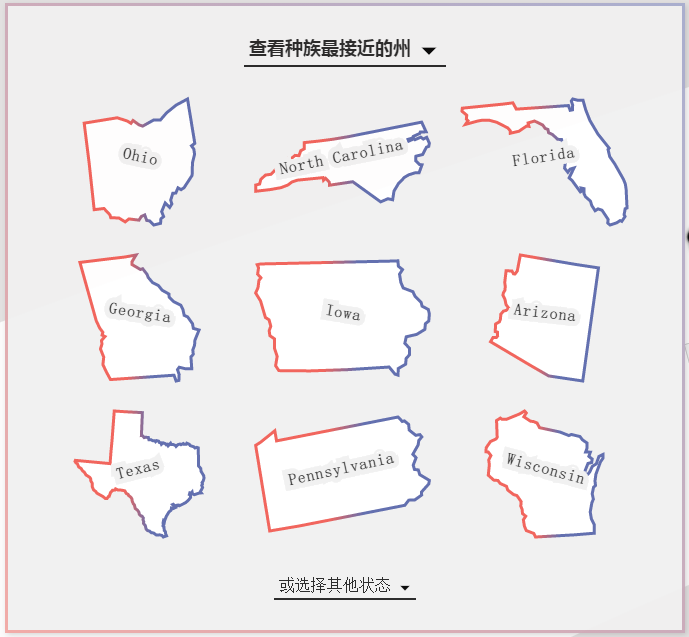 查看种族最接近的州
Ohio
North Carolina
Florida
Georgia
Iowa
Arizona
Texas
Pennsylvania
Wisconsin
或选择其他状态